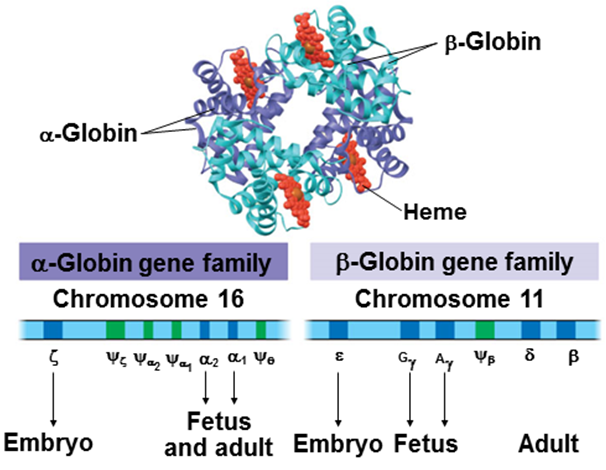 β-Globin
α-Globin
Heme
α-Globin gene family
β-Globin gene family
Chromosome 16
Chromosome 11
ζ ψζ ψα2 ψα1 α2 α1 ψθ
ε Gγ Aγ ψβ δ β
Embryo
Fetus
and adult
Embryo Fetus Adult